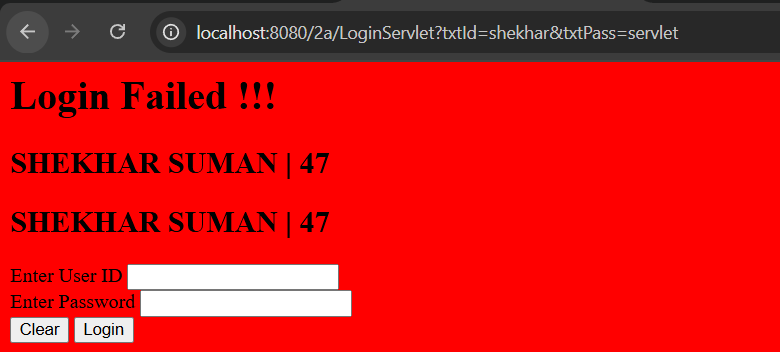 localhost:8080/2a/LoginServlet?txtId=shekhar&txtPass=servlet
Login Failed !!!
SHEKHAR SUMAN | 47
SHEKHAR SUMAN | 47
Enter User ID
Enter Password
Clear Login